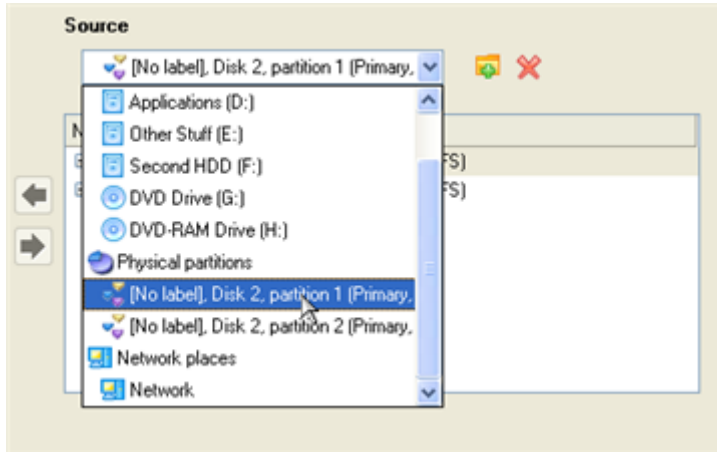 Source
[No label], Disk 2, partition 1 (Primary,
Applications (D:)
Other Stuff (E:)
Second HDD (F:)
DVD Drive (G:)
DVD-RAM Drive (H:)
Physical partitions
[No label], Disk 2, partition 1 (Primary,
[No label], Disk 2, partition 2 (Primary,
Network places
Network
N
FS)
FS)